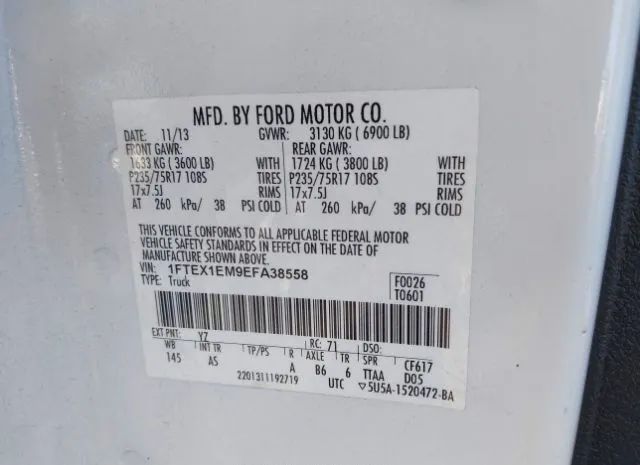 MFD. BY FORD MOTOR CO.
DATE: 11/13 GVWR: 3130 KG ( 6900 LB)
FRONT GAWR: REAR GAWR:
1633 KG ( 3600 LB) WITH 1724 KG ( 3800 LB) WITH
P235/75R17 108S TIRES P235/75R17 108S TIRES
17x7.5J RIMS 17x7.5J RIMS
AT 260 kPa/ 38 PSI COLD AT 260 kPa/ 38 PSI COLD
THIS VEHICLE CONFORMS TO ALL APPLICABLE FEDERAL MOTOR
VEHICLE SAFETY STANDARDS IN EFFECT ON THE DATE OF
MANUFACTURE SHOWN ABOVE.
VIN: 1FTEX1EM9EFA38558 F0026
TYPE: Truck T0601
EXT PNT: YZ RC: 71 DSO:
WB INT TR TP/PS R AXLE TR SPR CF617
145 AS A B6 6 TTAA D05
2201311192719 UTC ▽5U5A-1520472-BA